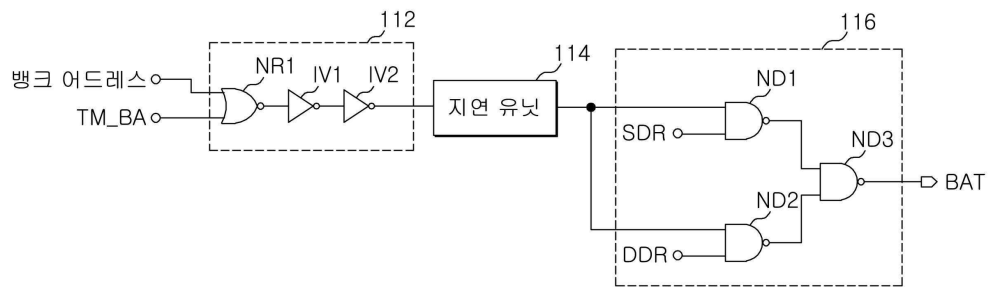 112
뱅크 어드레스
NR1
IV1
IV2
TM_BA
114
지연 유닛
116
ND1
SDR
ND3
BAT
ND2
DDR